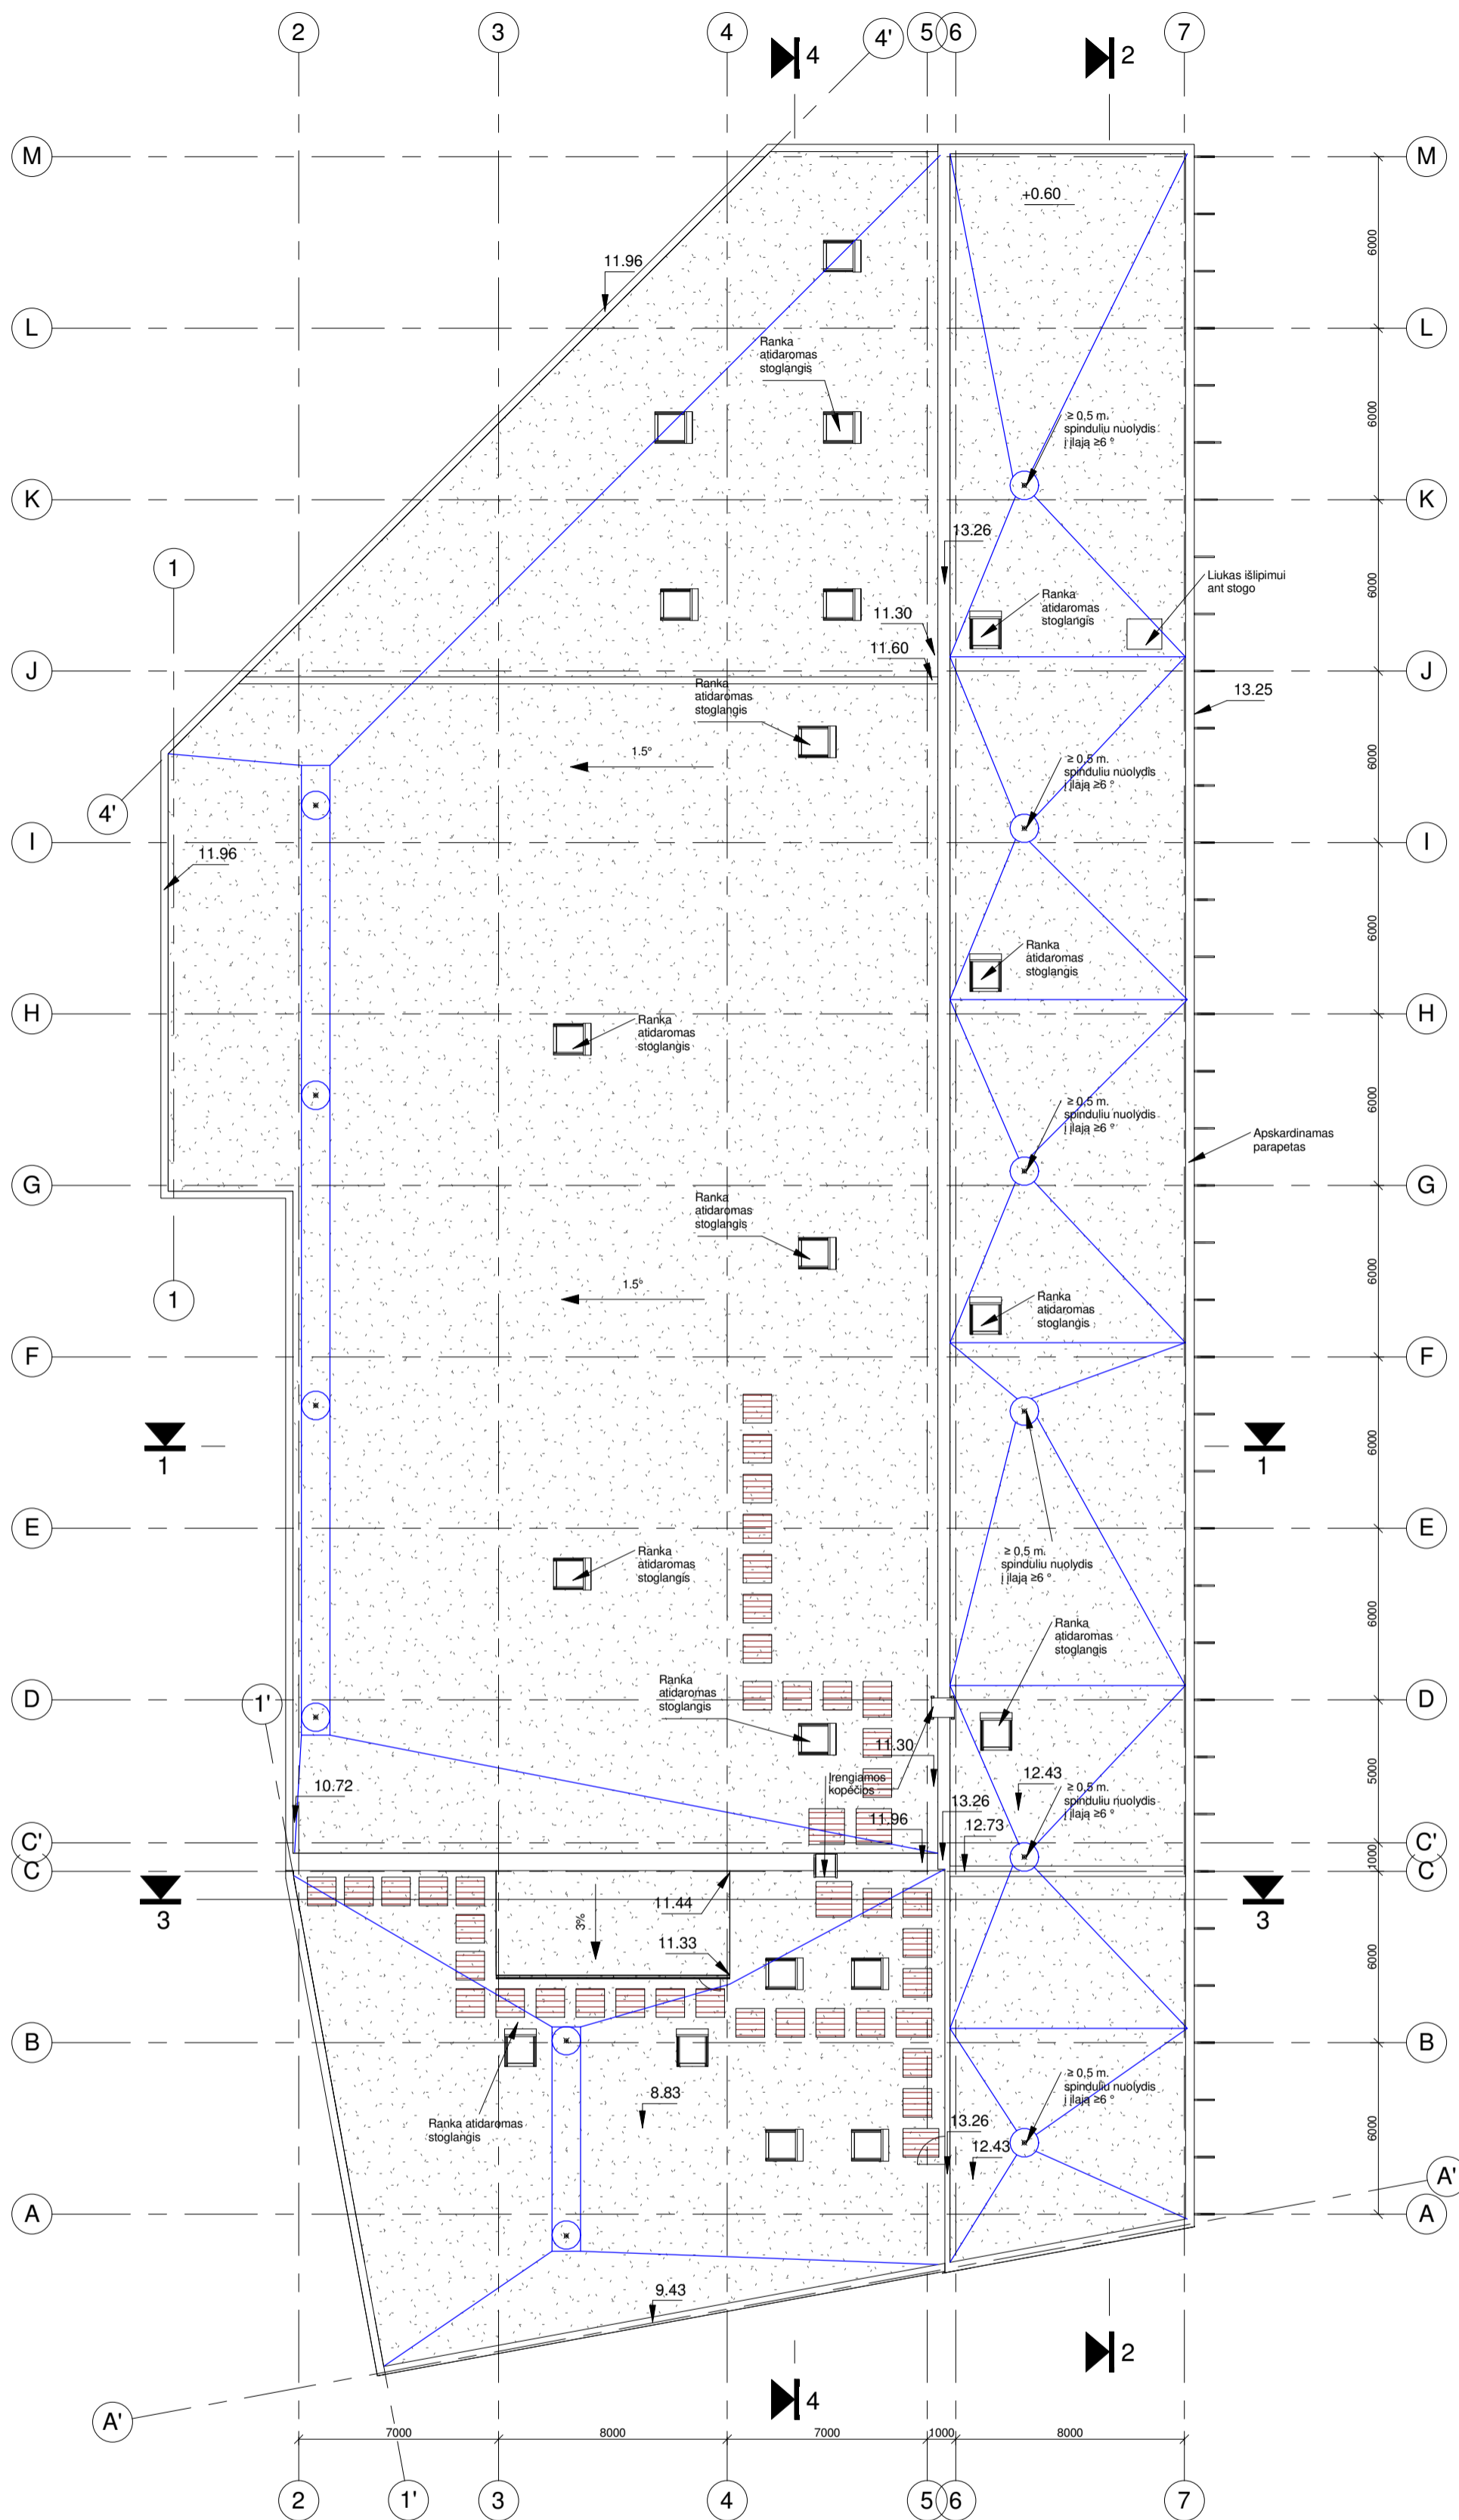 2
3
4
4
4'
5
6
2
7
M
M
+0.60
6000
11.96
L
L
Ranka
atidaromas
stoglangis
≥ 0,5 m.
spinduliu nuolydis
į įlają ≥6 °
6000
K
K
13.26
1
Liukas išlipimui
ant stogo
Ranka
atidaromas
stoglangis
6000
11.30
11.60
J
J
Ranka
atidaromas
stoglangis
13.25
1.5°
≥ 0,5 m.
spinduliu nuolydis
į įlają ≥6 °
6000
4'
I
I
11.96
Ranka
atidaromas
stoglangis
6000
H
H
Ranka
atidaromas
stoglangis
≥ 0,5 m.
spinduliu nuolydis
į įlają ≥6 °
6000
Apskardinamas
parapetas
G
G
Ranka
atidaromas
stoglangis
1.5°
1
Ranka
atidaromas
stoglangis
6000
F
F
1
1
6000
E
E
Ranka
atidaromas
stoglangis
≥ 0,5 m.
spinduliu nuolydis
į įlają ≥6 °
6000
Ranka
atidaromas
stoglangis
Ranka
atidaromas
stoglangis
D
D
1'
11.30
Įrengiamos
kopėčios
12.43
10.72
≥ 0,5 m.
spinduliu nuolydis
į įlają ≥6 °
5000
13.26
11.96
12.73
C'
C'
1000
C
C
3
3
11.44
3%
11.33
6000
B
B
8.83
≥ 0,5 m.
spinduliu nuolydis
į įlają ≥6 °
Ranka atidaromas
stoglangis
13.26
12.43
6000
A'
A
A
9.43
2
4
A'
7000
8000
7000
1000
8000
2
1'
3
4
5
6
7